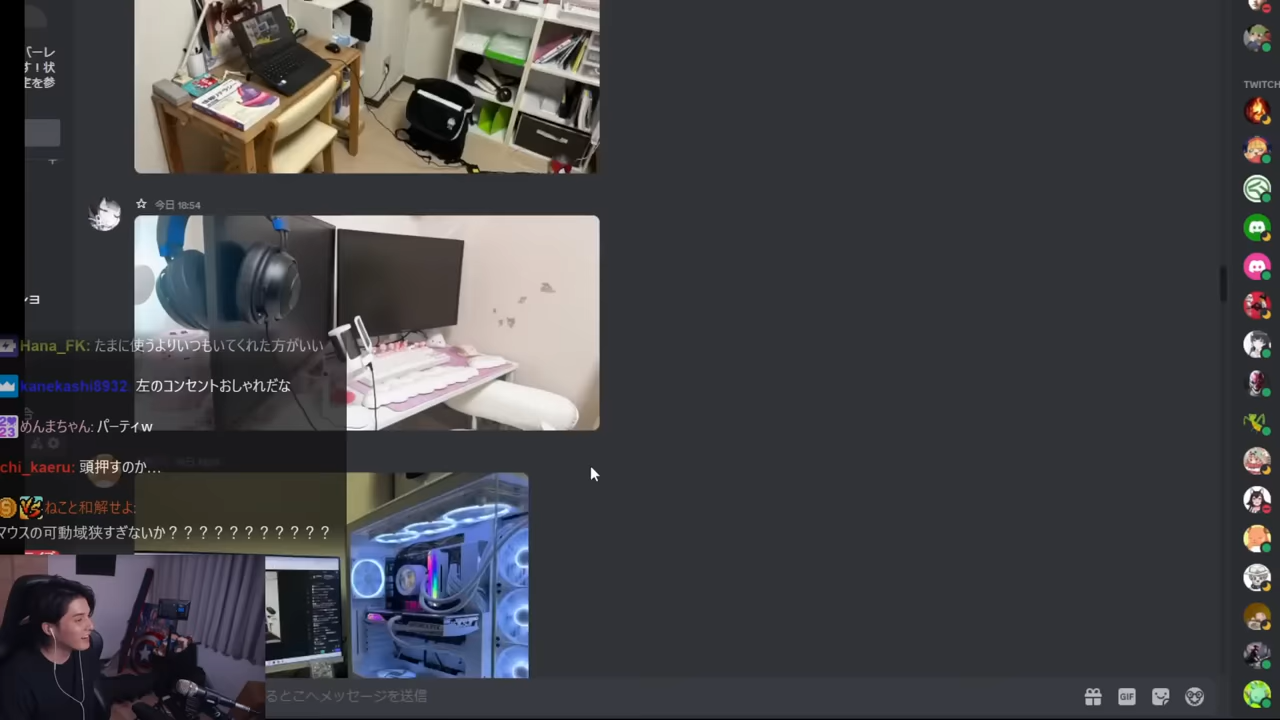 バーレ
す！状
定を参
TWITCH
今日 18:54
ンヨ
Hana_FK: たまに使うよりいつもいてくれた方がいい
kanekashi8932: 左のコンセントおしゃれだな
めんまちゃん: パーティw
chi_kaeru: 頭押すのか…
ねこと和解せよ:
マウスの可動域狭すぎないか？？？？？？？？？？？
るとこへメッセージを送信
GIF